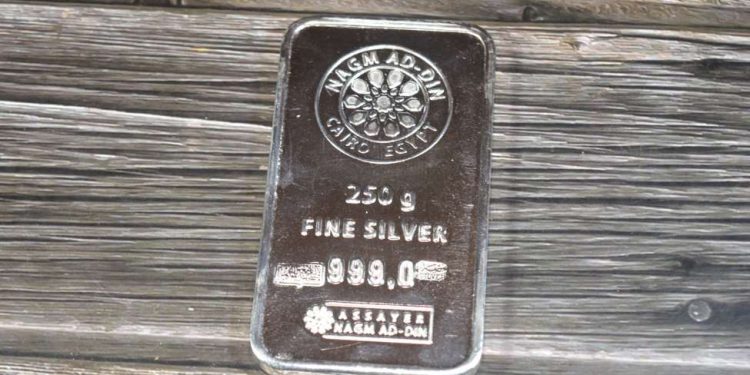 NAGM AD-DIN
CAIRO EGYPT
250 g
FINE SILVER
999,0
ASSAYER
NAGM AD-DIN